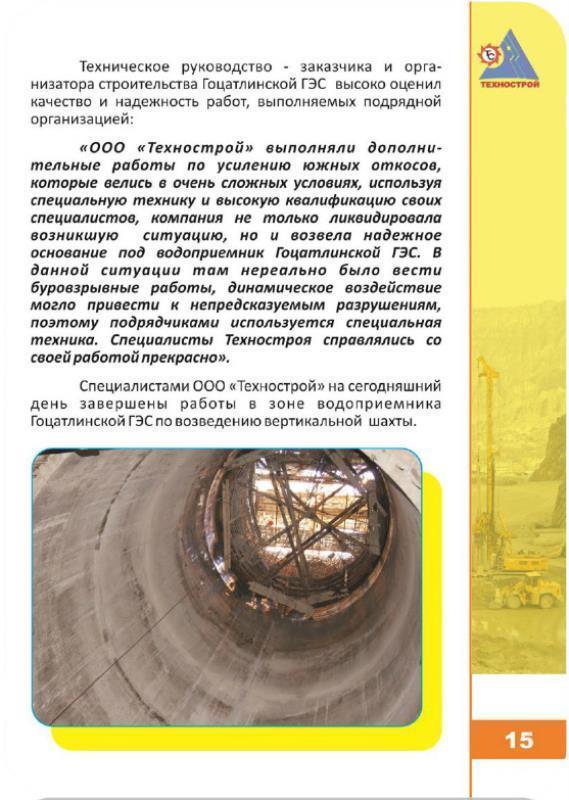 Техническое руководство - заказчика и орга-
низатора строительства Гоцатлинской ГЭС высоко оценил
качество и надежность работ, выполняемых подрядной
организацией:
«ООО «Технострой» выполняли дополни-
тельные работы по усилению южных откосов,
которые велись в очень сложных условиях, используя
специальную технику и высокую квалификацию своих
специалистов, компания не только ликвидировала
возникшую ситуацию, но и возвела надежное
основание под водоприемник Гоцатлинской ГЭС. В
данной ситуации там нереально было вести
буровзрывные работы, динамическое воздействие
могло привести к непредсказуемым разрушениям,
поэтому подрядчиками используется специальная
техника. Специалисты Техностроя справлялись со
своей работой прекрасно».
Специалистами ООО «Технострой» на сегодняшний
день завершены работы в зоне водоприемника
Гоцатлинской ГЭС по возведению вертикальной шахты.
ТС
ТЕХНОСТРОЙ
15